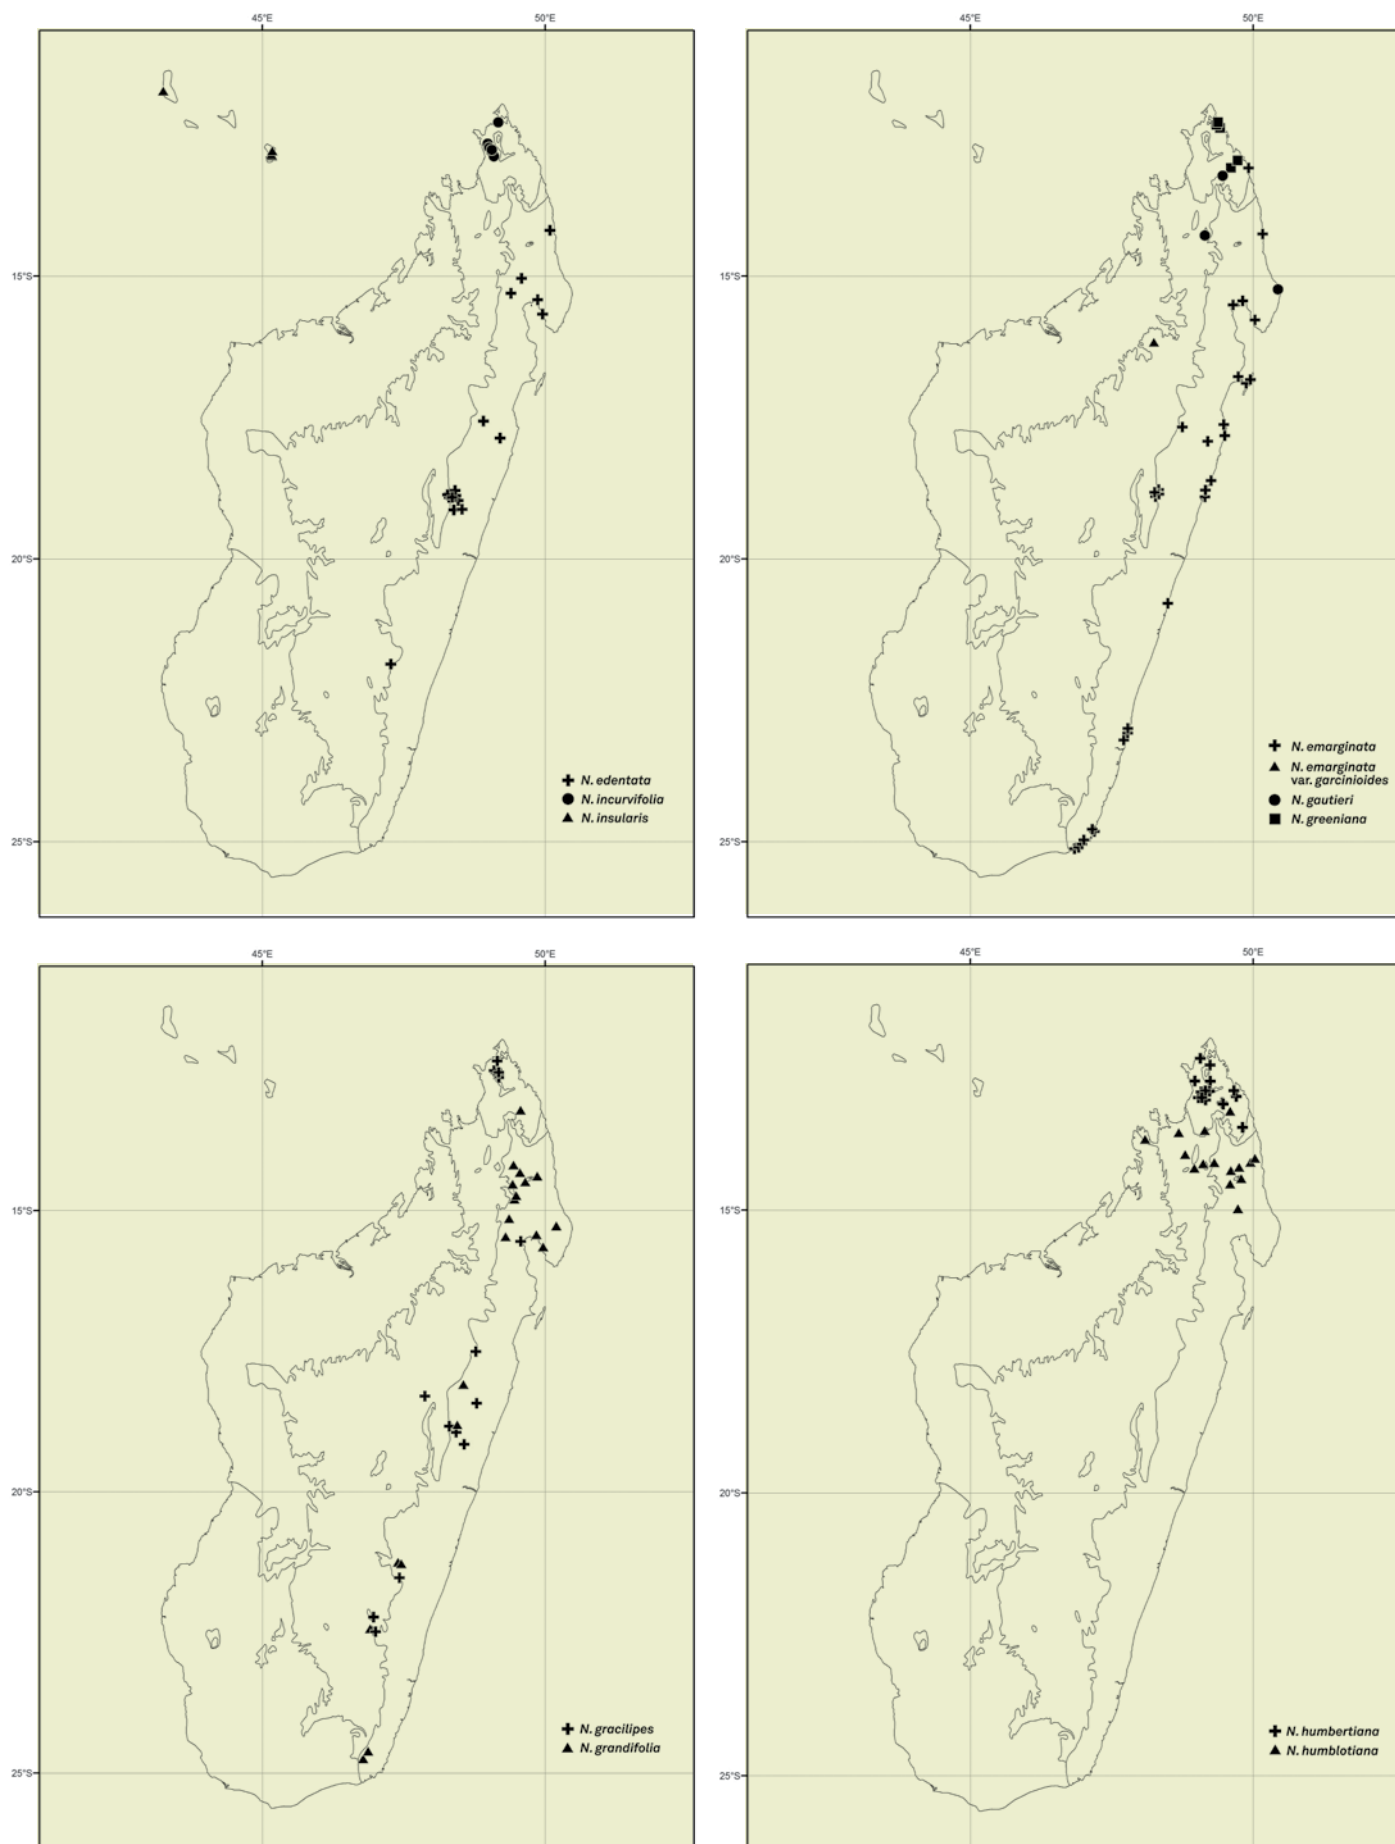 45°E
50°E
15°S
20°S
25°S
N. edentata
N. incurvifolia
N. insularis
45°E
50°E
15°S
20°S
25°S
N. emarginata
N. emarginata
var. garcinioides
N. gautieri
N. greeniana
45°E
50°E
15°S
20°S
25°S
N. gracilipes
N. grandifolia
45°E
50°E
15°S
20°S
25°S
N. humbertiana
N. humblotiana